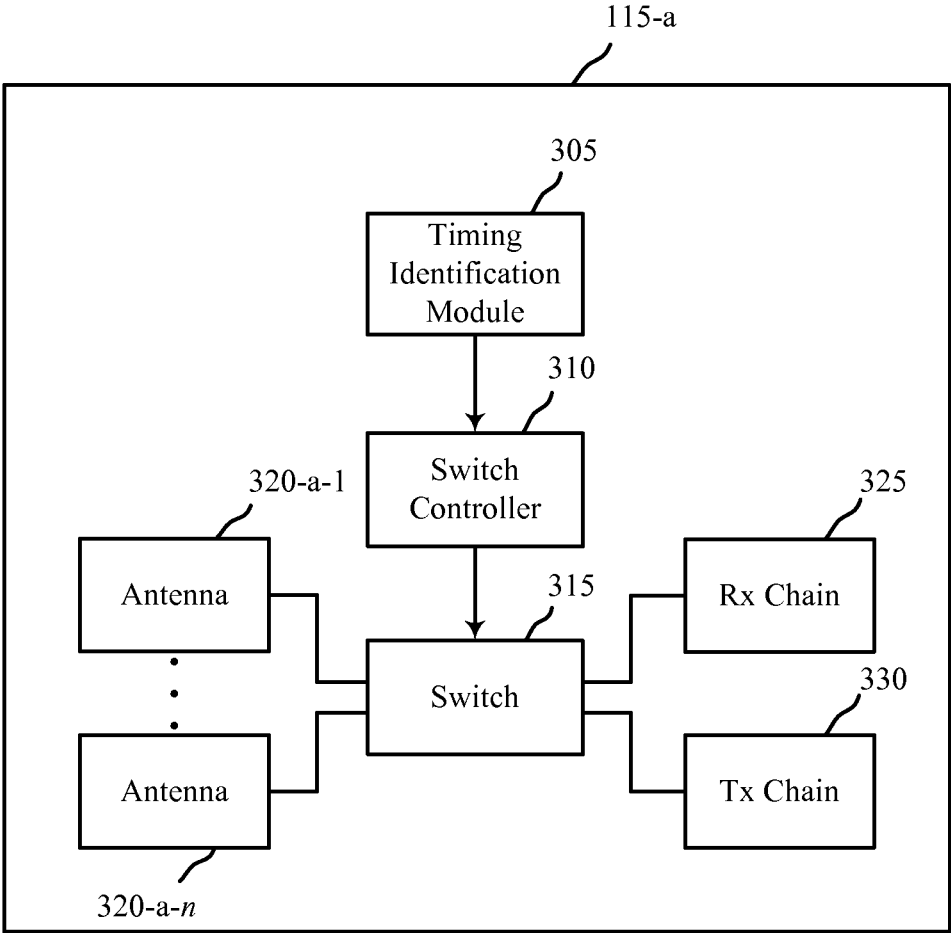 115-a
305
Timing
Identification
Module
310
Switch
Controller
320-a-1
Antenna
315
Switch
325
Rx Chain
330
Tx Chain
Antenna
320-a-n